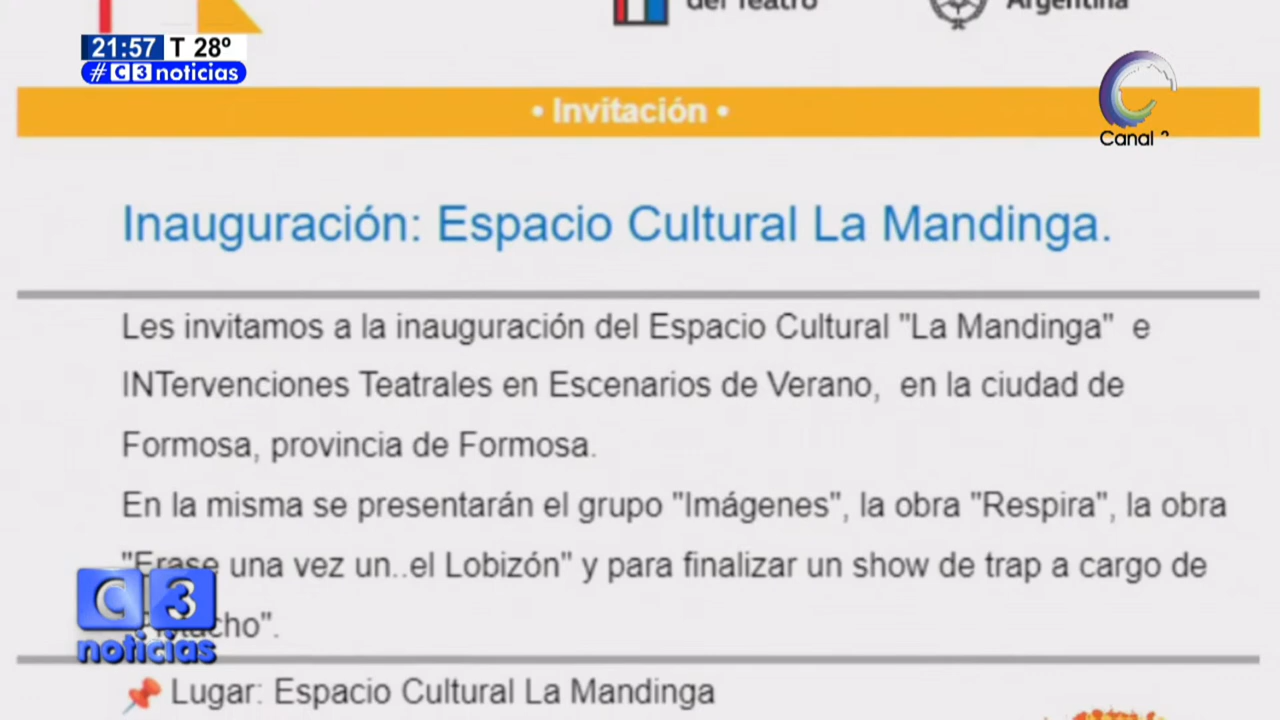 del Teatro
Argentina
21:57 T 28º
#C3noticias
• Invitación •
Canal
Inauguración: Espacio Cultural La Mandinga.
Les invitamos a la inauguración del Espacio Cultural "La Mandinga" e
INTervenciones Teatrales en Escenarios de Verano, en la ciudad de
Formosa, provincia de Formosa.
En la misma se presentarán el grupo "Imágenes", la obra "Respira", la obra
"Erase una vez un..el Lobizón" y para finalizar un show de trap a cargo de
C3
noticias
Lugar: Espacio Cultural La Mandinga